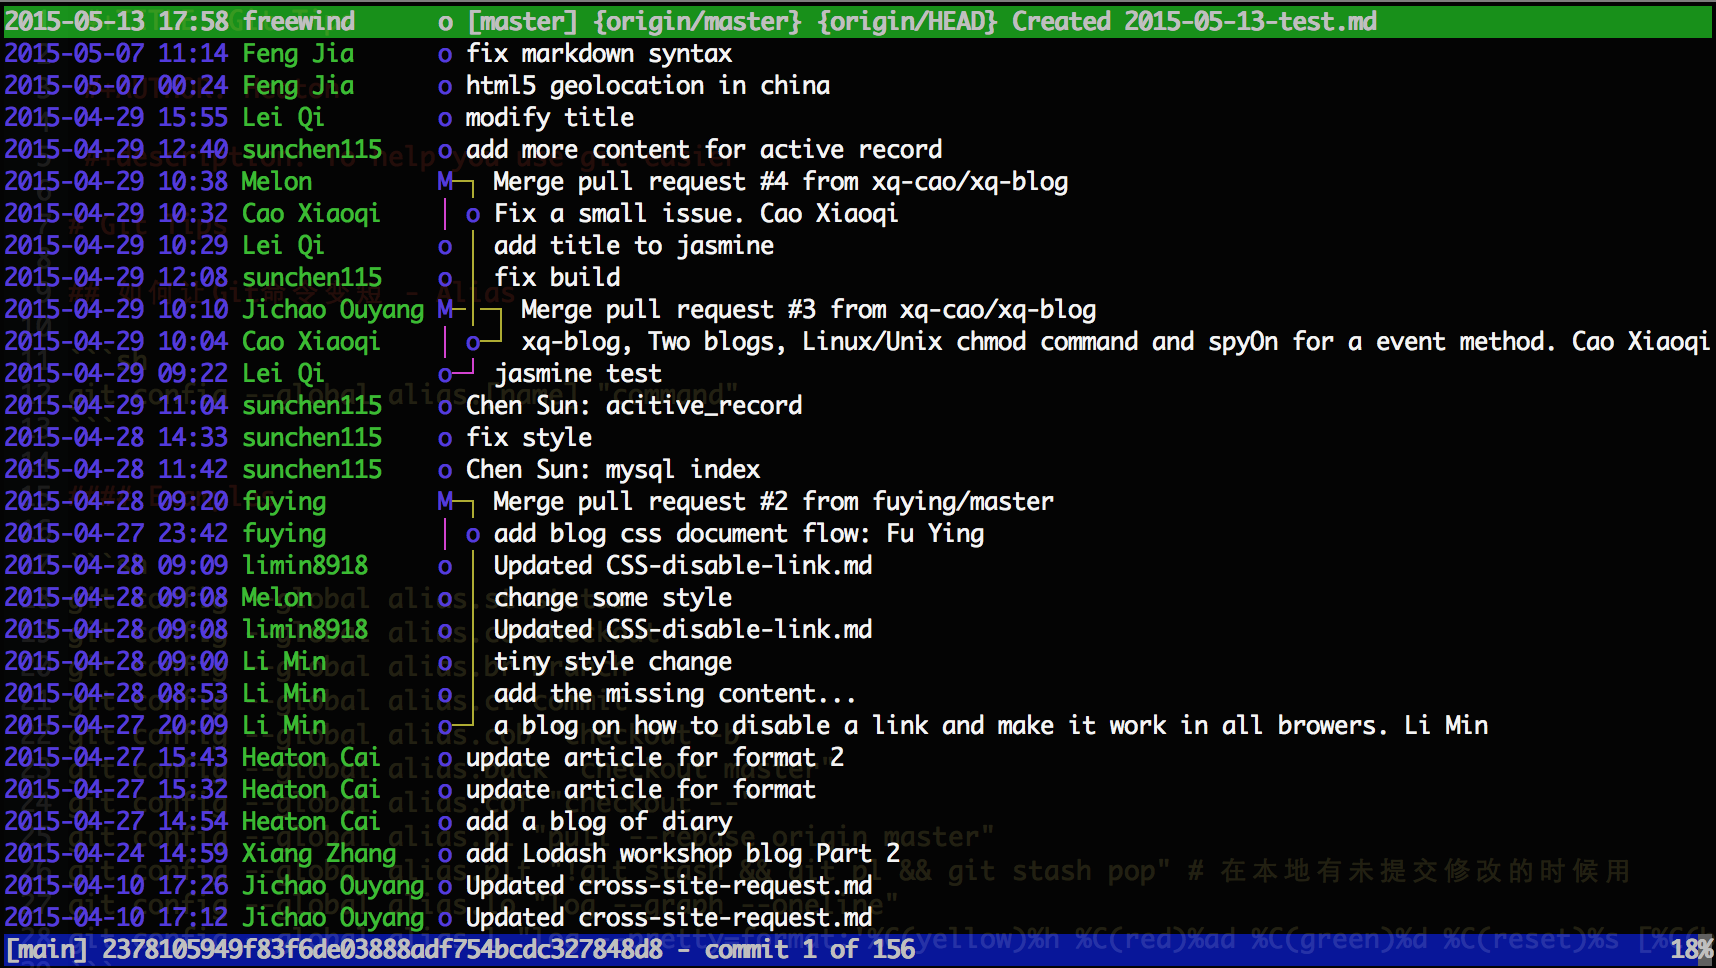 2015-05-13 17:58 freewind o [master] {origin/master} {origin/HEAD} Created 2015-05-13-test.md
2015-05-07 11:14 Feng Jia o fix markdown syntax
2015-05-07 00:24 Feng Jia o html5 geolocation in china
2015-04-29 15:55 Lei Qi o modify title
2015-04-29 12:40 sunchen115 o add more content for active record
2015-04-29 10:38 Melon M─┐ Merge pull request #4 from xq-cao/xq-blog
2015-04-29 10:32 Cao Xiaoqi │ o Fix a small issue. Cao Xiaoqi
2015-04-29 10:29 Lei Qi o │ add title to jasmine
2015-04-29 12:08 sunchen115 o │ fix build
2015-04-29 10:10 Jichao Ouyang M─│─┐ Merge pull request #3 from xq-cao/xq-blog
2015-04-29 10:04 Cao Xiaoqi │ o─┘ xq-blog, Two blogs, Linux/Unix chmod command and spyOn for a event method. Cao Xiaoqi
2015-04-29 09:22 Lei Qi o─┘ jasmine test
2015-04-29 11:04 sunchen115 o Chen Sun: acitive_record
2015-04-28 14:33 sunchen115 o fix style
2015-04-28 11:42 sunchen115 o Chen Sun: mysql index
2015-04-28 09:20 fuying M─┐ Merge pull request #2 from fuying/master
2015-04-27 23:42 fuying │ o add blog css document flow: Fu Ying
2015-04-28 09:09 limin8918 o │ Updated CSS-disable-link.md
2015-04-28 09:08 Melon o │ change some style
2015-04-28 09:08 limin8918 o │ Updated CSS-disable-link.md
2015-04-28 09:00 Li Min o │ tiny style change
2015-04-28 08:53 Li Min o │ add the missing content...
2015-04-27 20:09 Li Min o─┘ a blog on how to disable a link and make it work in all browers. Li Min
2015-04-27 15:43 Heaton Cai o update article for format 2
2015-04-27 15:32 Heaton Cai o update article for format
2015-04-27 14:54 Heaton Cai o add a blog of diary
2015-04-24 14:59 Xiang Zhang o add Lodash workshop blog Part 2
2015-04-10 17:26 Jichao Ouyang o Updated cross-site-request.md
2015-04-10 17:12 Jichao Ouyang o Updated cross-site-request.md
[main] 2378105949f83f6de03888adf754bcdc327848d8 - commit 1 of 156 18%